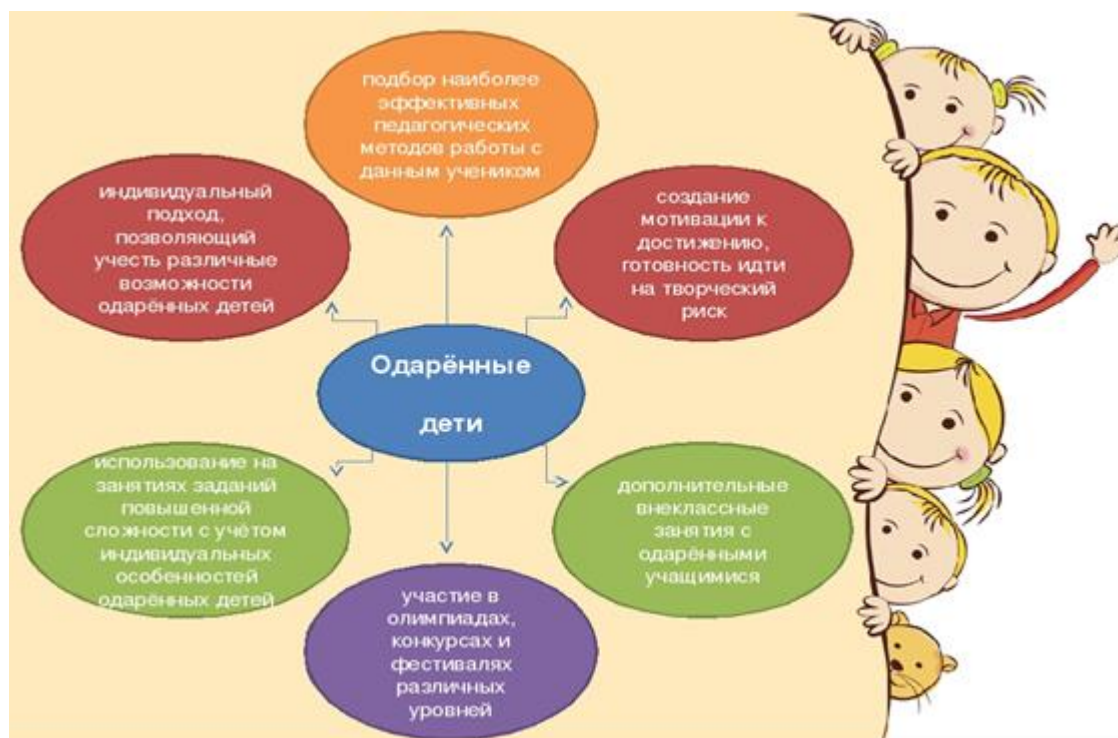 подбор наиболее
эффективных
педагогических
методов работы с
данным учеником
индивидуальный
подход,
позволяющий
учесть различные
возможности
одарённых детей
создание
мотивации к
достижению,
готовность идти
на творческий
риск
Одарённые
дети
использование на
занятиях заданий
повышенной
сложности с учётом
индивидуальных
особенностей
одарённых детей
дополнительные
внеклассные
занятия с
одарёнными
учащимися
участие в
олимпиадах,
конкурсах и
фестивалях
различных
уровней